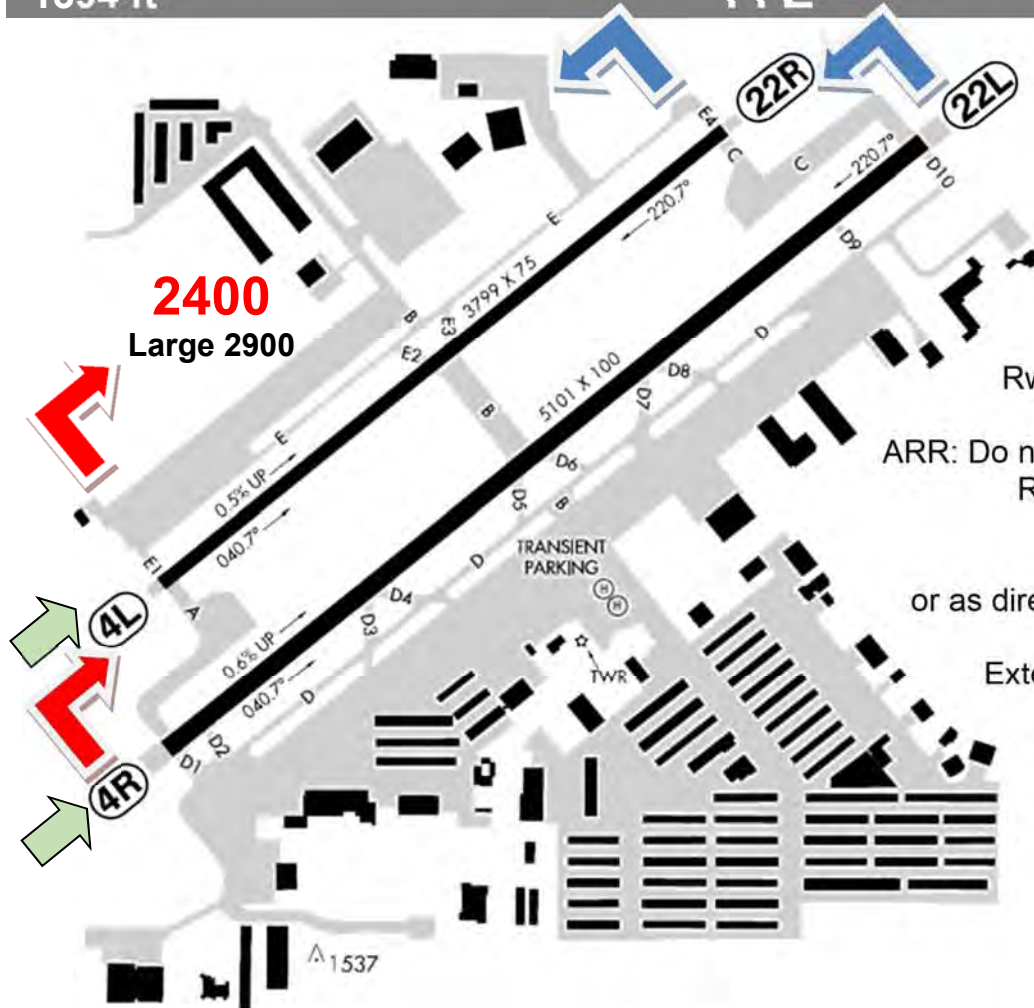 22R
22L
E4
C
C
D10
220.7°
220.7°
D9
E
3799 X 75
2400
Large 2900
B
E3
E2
D
5101 X 100
D8
D7
B
E
D6
0.5% UP
040.7°
D5
B
TRANSIENT
PARKING
H
H
D
E1
A
D4
4L
D3
0.6% UP
040.7°
TWR
D
D2
D1
4R
ARR: Do n
R
or as dire
Exte
1537